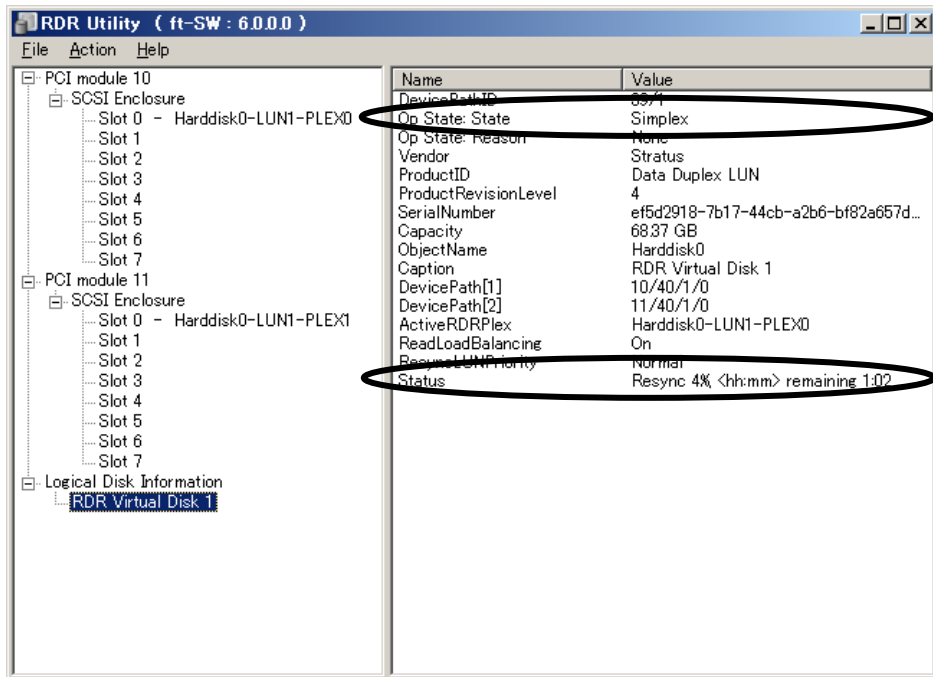 RDR Utility ( ft-SW : 6.0.0.0 )
File Action Help
PCI module 10
SCSI Enclosure
Slot 0 - Harddisk0-LUN1-PLEX0
Slot 1
Slot 2
Slot 3
Slot 4
Slot 5
Slot 6
Slot 7
PCI module 11
SCSI Enclosure
Slot 0 - Harddisk0-LUN1-PLEX1
Slot 1
Slot 2
Slot 3
Slot 4
Slot 5
Slot 6
Slot 7
Logical Disk Information
RDR Virtual Disk 1
Name Value
DevicePathID 89/1
Op State: State Simplex
Op State: Reason None
Vendor Stratus
ProductID Data Duplex LUN
ProductRevisionLevel 4
SerialNumber ef5d2918-7b17-44cb-a2b6-bf82a657d...
Capacity 68.37 GB
ObjectName Harddisk0
Caption RDR Virtual Disk 1
DevicePath[1] 10/40/1/0
DevicePath[2] 11/40/1/0
ActiveRDRPlex Harddisk0-LUN1-PLEX0
ReadLoadBalancing On
ResyncLUNPriority Normal
Status Resync 4%, <hh:mm> remaining 1:02